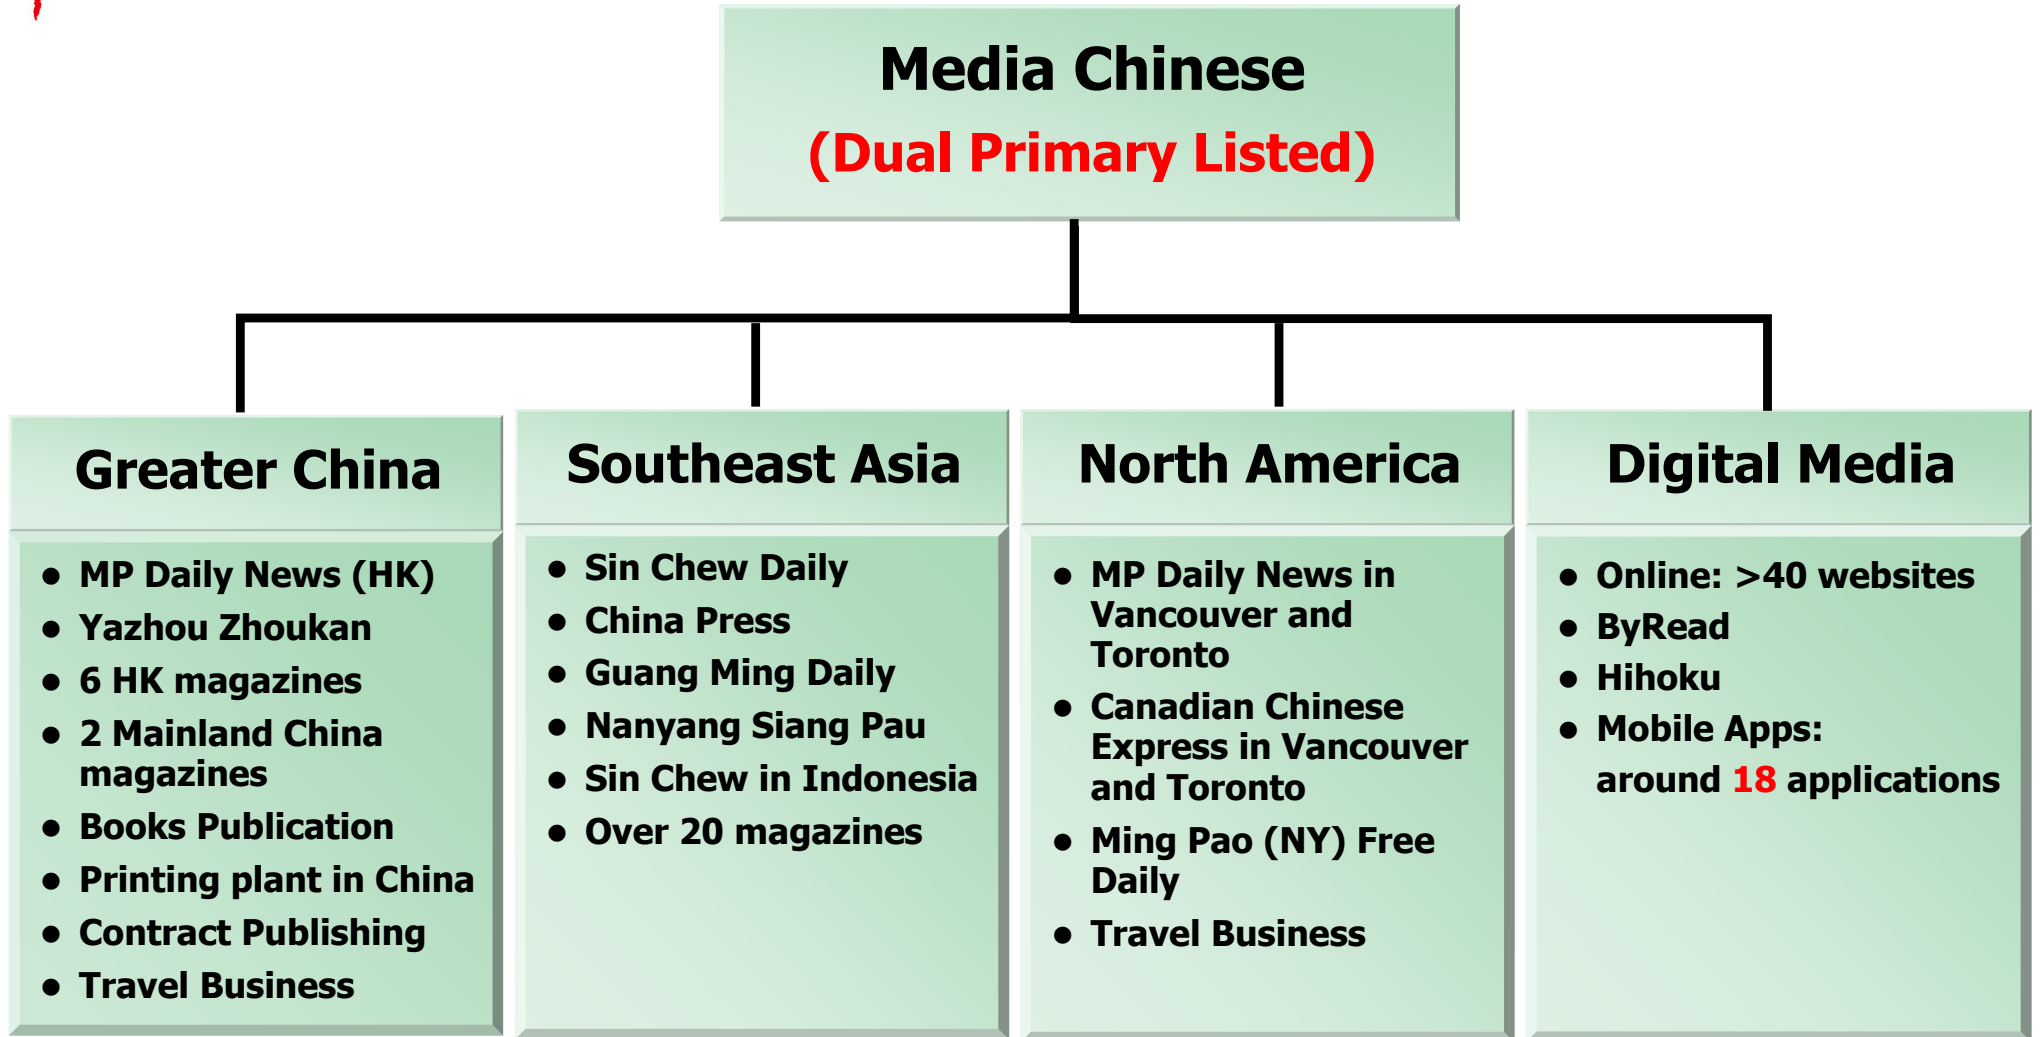 Media Chinese
(Dual Primary Listed)
Greater China
● MP Daily News (HK)
● Yazhou Zhoukan
● 6 HK magazines
● 2 Mainland China
magazines
● Books Publication
● Printing plant in China
● Contract Publishing
● Travel Business
Southeast Asia
● Sin Chew Daily
● China Press
● Guang Ming Daily
● Nanyang Siang Pau
● Sin Chew in Indonesia
● Over 20 magazines
North America
● MP Daily News in
Vancouver and
Toronto
● Canadian Chinese
Express in Vancouver
and Toronto
● Ming Pao (NY) Free
Daily
● Travel Business
Digital Media
● Online: >40 websites
● ByRead
● Hihoku
● Mobile Apps:
around 18 applications